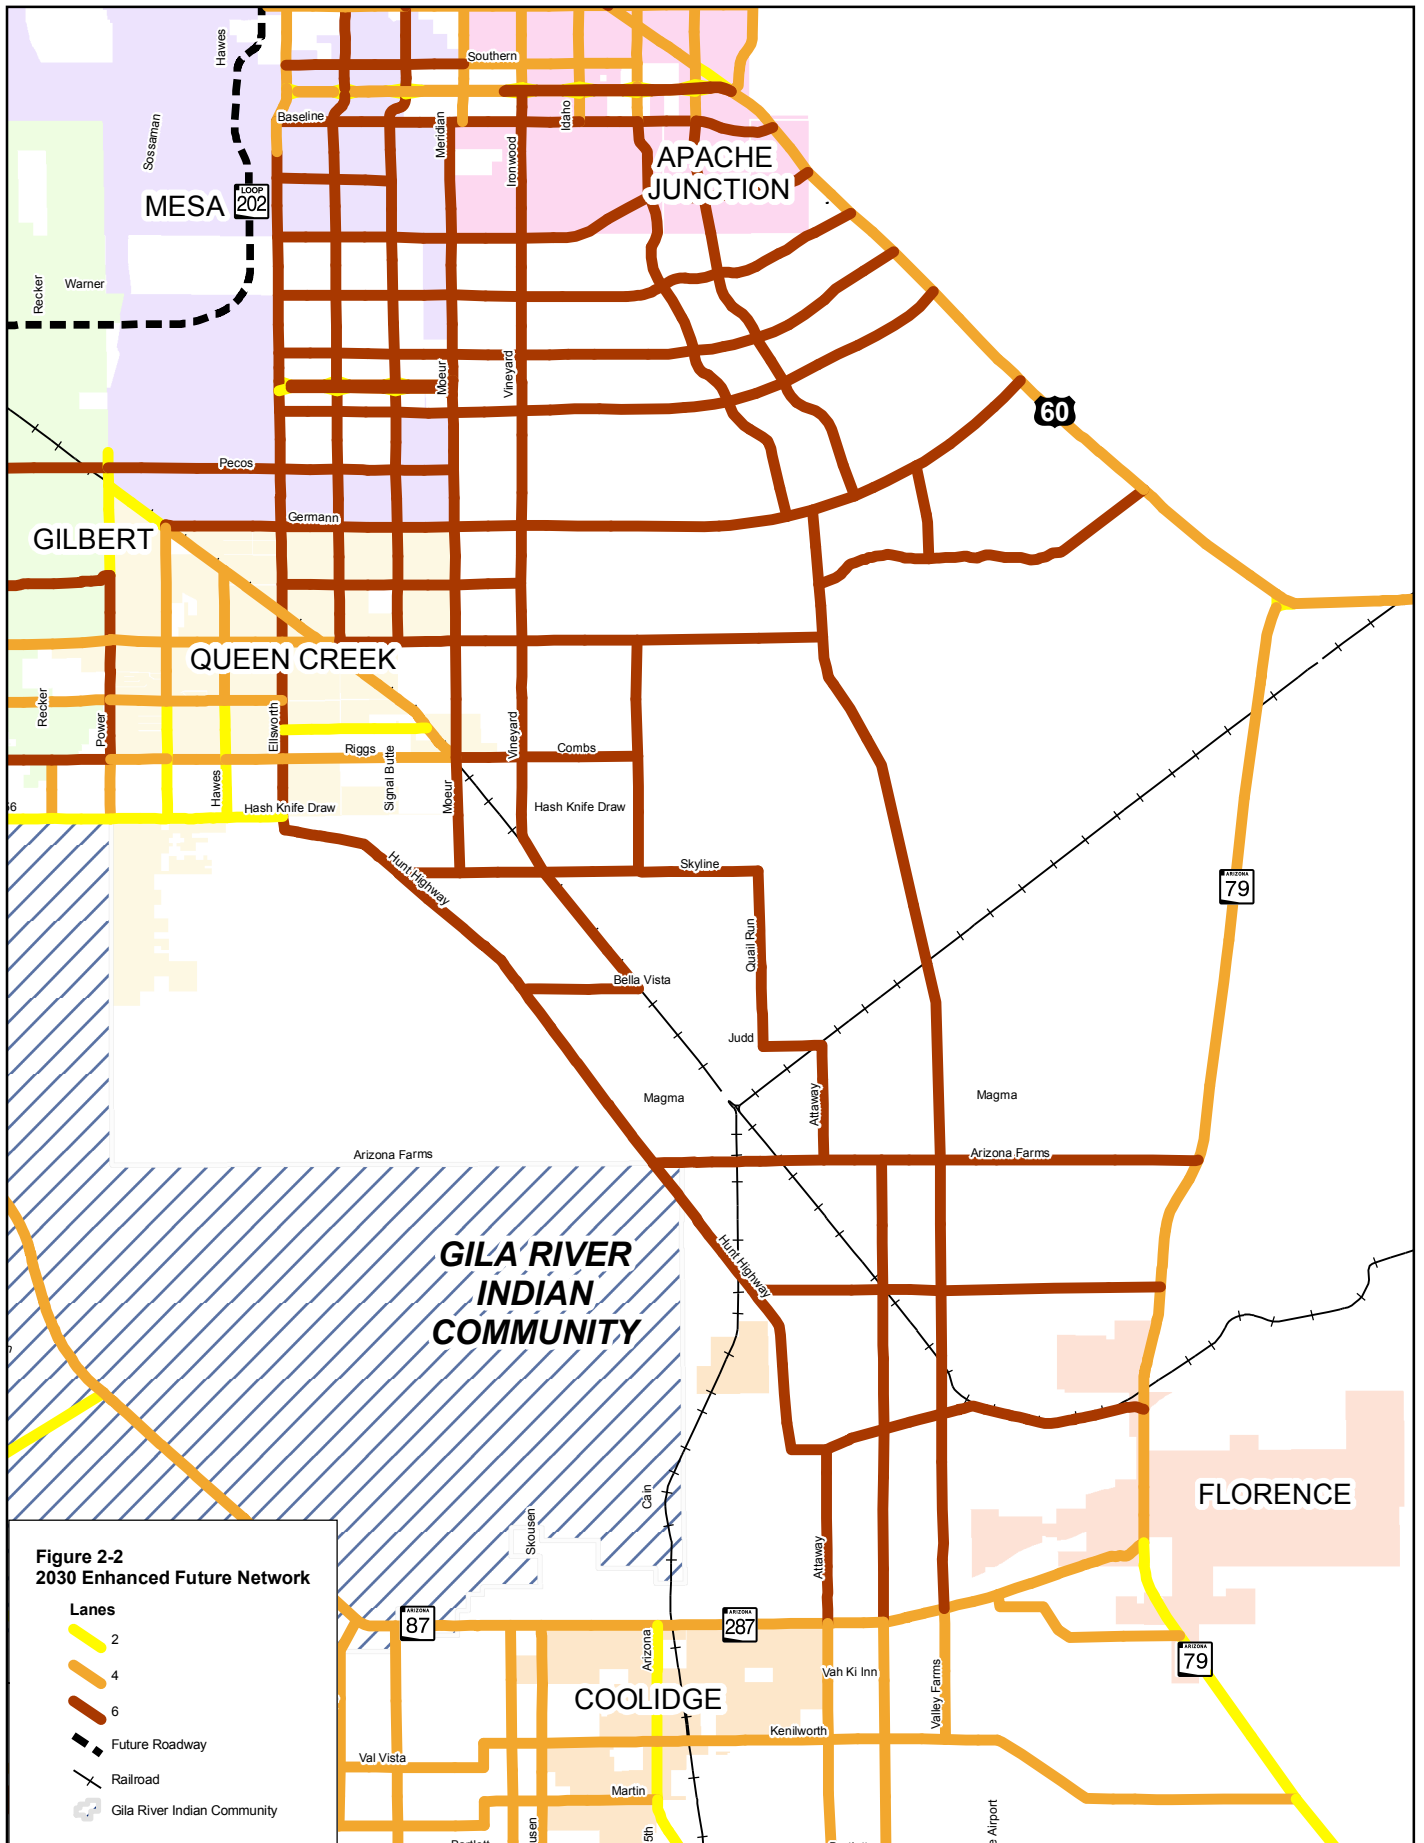 Hawes
Southern
Sossaman
Baseline
Meridian
Ironwood
Idaho
APACHE
JUNCTION
MESA
LOOP
202
Recker
Warner
Moeur
Vineyard
60
Pecos
Germann
GILBERT
QUEEN CREEK
Recker
Power
Ellsworth
Riggs
Signal Butte
Vineyard
Combs
Hawes
Hash Knife Draw
Moeur
Hash Knife Draw
Hunt Highway
Skyline
ARIZONA
79
Quail Run
Bella Vista
Judd
Magma
Attaway
Magma
Arizona Farms
Arizona Farms
GILA RIVER
INDIAN
COMMUNITY
Hunt Highway
Cain
Skousen
Attaway
FLORENCE
Figure 2-2
2030 Enhanced Future Network
Lanes
2
4
6
Future Roadway
Railroad
Gila River Indian Community
ARIZONA
87
ARIZONA
287
Arizona
Vah Ki Inn
Valley Farms
ARIZONA
79
COOLIDGE
Kenilworth
Val Vista
Martin
5th
Airport